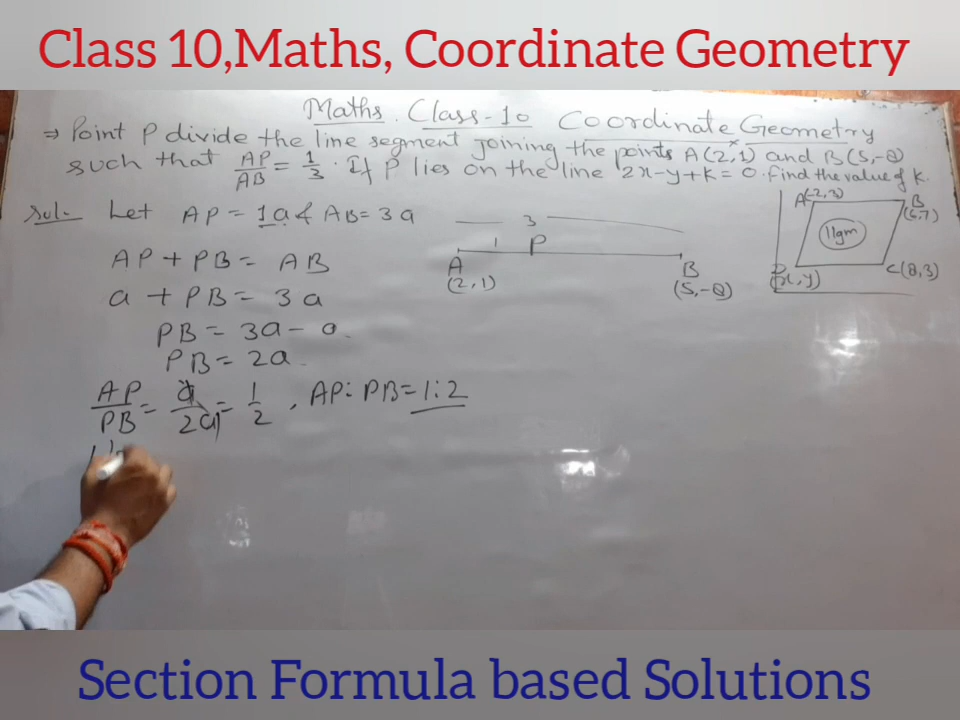 Class 10,Maths, Coordinate Geometry
Maths. Class-10 Coordinate Geometry
⇒ Point P divide the line segment joining the points A(2,1) and B(5,-8)
such that AP/AB = 1/3 . If P lies on the line 2x-y+k=0. find the value of k.
Sol- Let AP = 1a & AB = 3a
AP + PB = AB
a + PB = 3a
PB = 3a - a
PB = 2a
AP/PB = a/2a = 1/2 , AP: PB = 1:2
3
1 P
A B
(2,1) (5,-8)
A(-2,3) B
(6,7)
11gm
D C(8,3)
(x,y)
Section Formula based Solutions